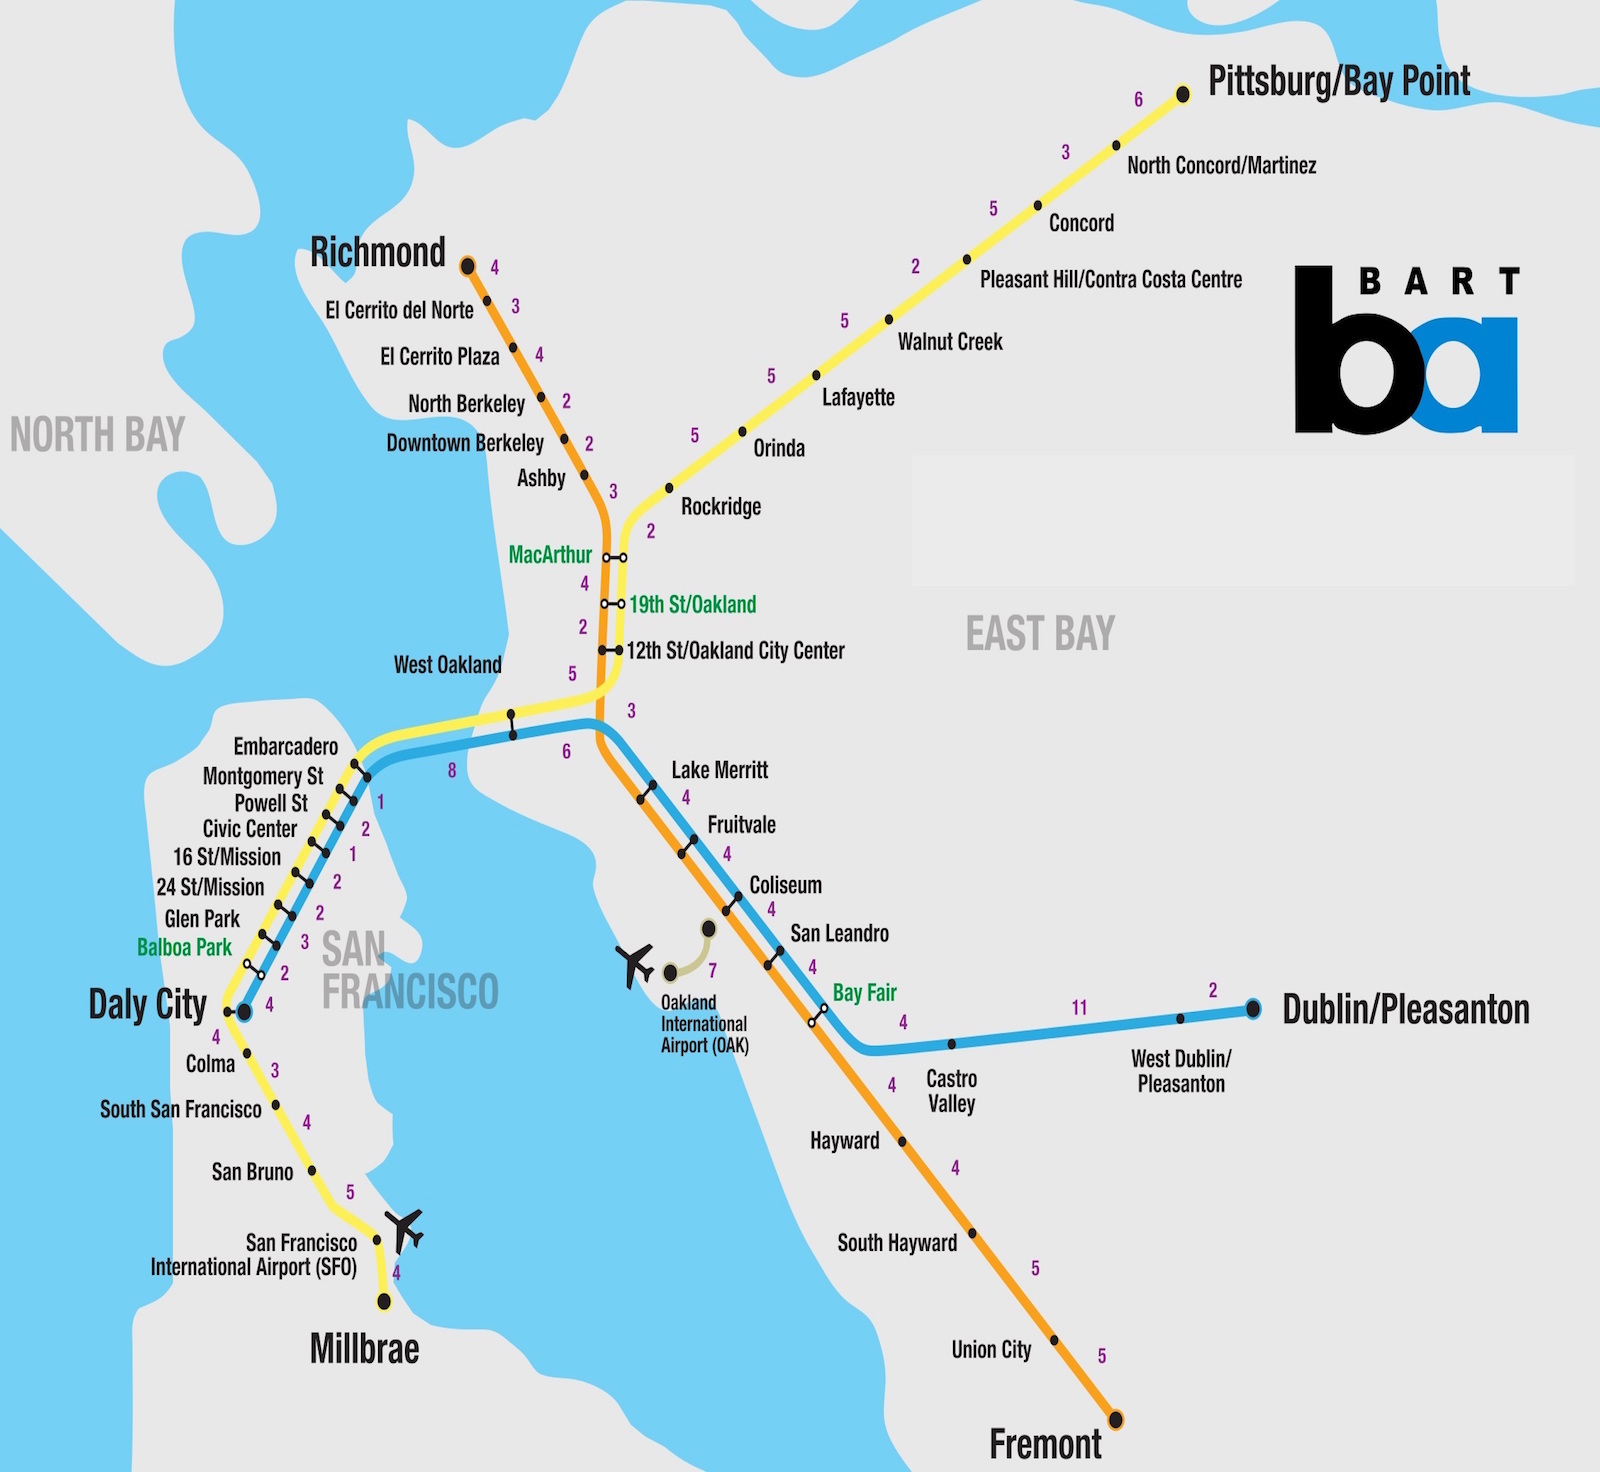 Pittsburg/Bay Point
6
North Concord/Martinez
3
Concord
5
Pleasant Hill/Contra Costa Centre
2
Walnut Creek
5
Lafayette
5
Orinda
5
Rockridge
2
BART
ba
Richmond
4
El Cerrito del Norte
3
El Cerrito Plaza
4
North Berkeley
2
Downtown Berkeley
2
Ashby
3
NORTH BAY
MacArthur
4
19th St/Oakland
2
12th St/Oakland City Center
5
EAST BAY
West Oakland
3
6
8
Embarcadero
Montgomery St
1
Powell St
2
Civic Center
1
16 St/Mission
2
24 St/Mission
2
Glen Park
3
Balboa Park
2
SAN
FRANCISCO
Daly City
4
4
Colma
3
South San Francisco
4
San Bruno
5
San Francisco
International Airport (SFO)
4
Millbrae
Lake Merritt
4
Fruitvale
4
Coliseum
4
San Leandro
4
7
Oakland
International
Airport (OAK)
Bay Fair
4
11
2
Dublin/Pleasanton
Castro
Valley
West Dublin/
Pleasanton
4
Hayward
4
South Hayward
5
Union City
5
Fremont